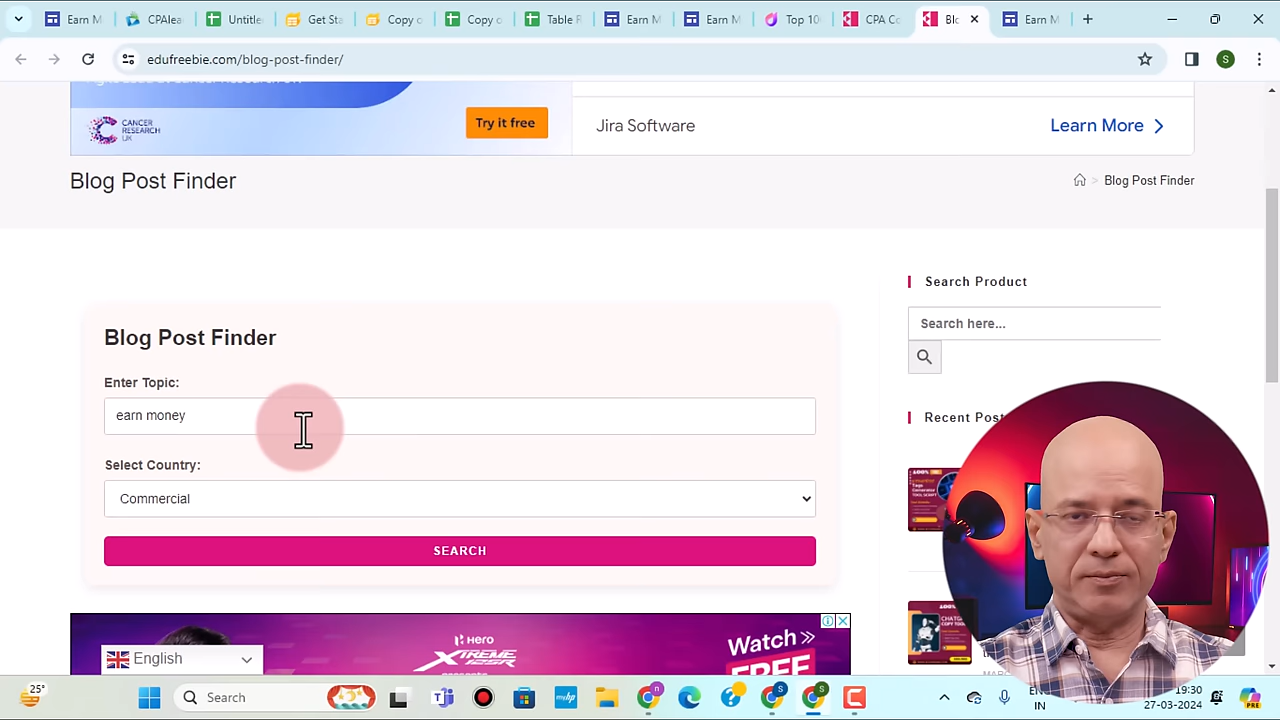 Earn M
CPAlea
Untitle
Get Sta
Copy o
Copy o
Table R
Earn M
Earn M
Top 10
CPA Co
Blo
Earn M
edufreebie.com/blog-post-finder/
S
CANCER
RESEARCH
UK
Try it free
Jira Software
Learn More
Blog Post Finder
> Blog Post Finder
Search Product
Search here...
Blog Post Finder
Enter Topic:
earn money
Select Country:
Commercial
SEARCH
Recent Post
Hero
XTREME
presents
Watch
FREE
English
25°
Search
IN
19:30
27-03-2024
PRE